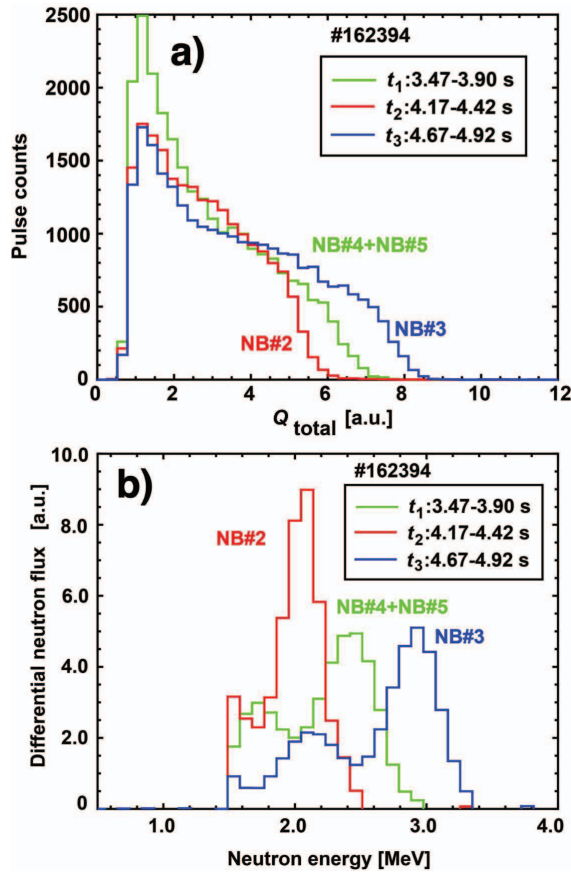 #162394
a)
t1:3.47-3.90 s
t2:4.17-4.42 s
t3:4.67-4.92 s
NB#4+NB#5
NB#2
NB#3
Pulse counts
2500
2000
1500
1000
500
0
0 2 4 6 8 10 12
Qtotal [a.u.]
#162394
b)
t1:3.47-3.90 s
t2:4.17-4.42 s
t3:4.67-4.92 s
NB#2
NB#4+NB#5
NB#3
Differential neutron flux [a.u.]
10.0
8.0
6.0
4.0
2.0
0
1.0 2.0 3.0 4.0
Neutron energy [MeV]